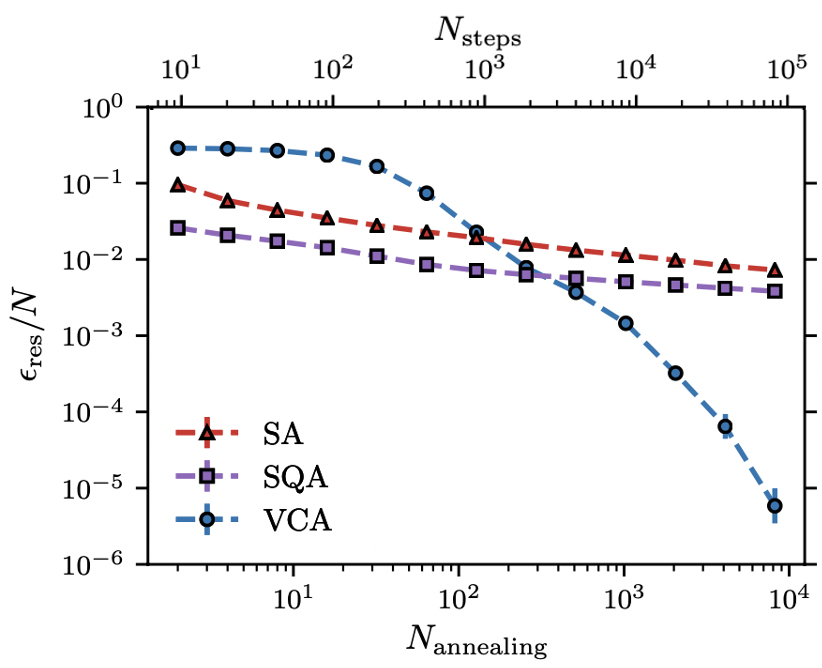 N_steps
10^1 10^2 10^3 10^4 10^5
10^0
10^−1
10^−2
10^−3
10^−4
10^−5
10^−6
ϵ_res/N
SA
SQA
VCA
10^1 10^2 10^3 10^4
N_annealing